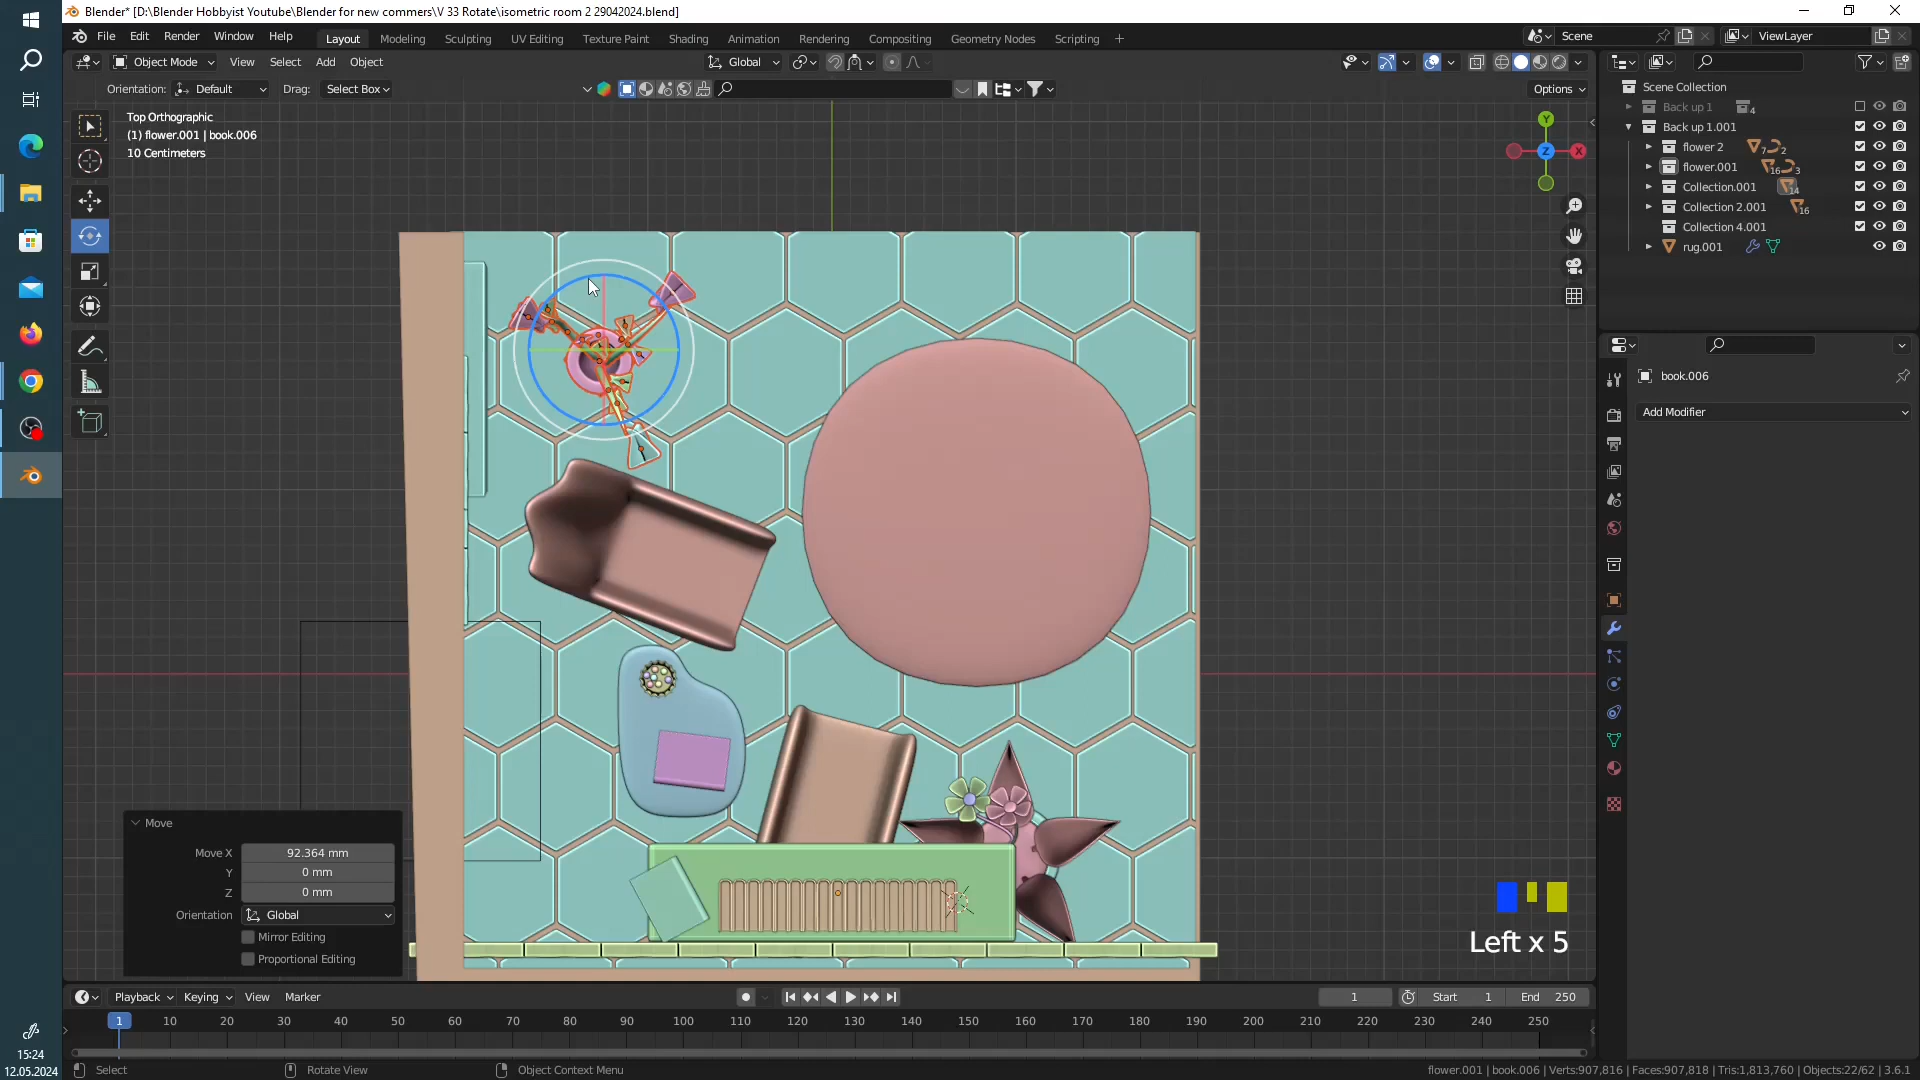 Blender* [D:\Blender Hobbyist Youtube\Blender for new commers\V 33 Rotate\isometric room 2 29042024.blend]
File Edit Render Window Help
Layout Modeling Sculpting UV Editing Texture Paint Shading Animation Rendering Compositing Geometry Nodes Scripting +
Scene
ViewLayer
Object Mode View Select Add Object
Global
Orientation: Default Drag: Select Box
Options
Top Orthographic
(1) flower.001 | book.006
10 Centimeters
Y
Z
X
Scene Collection
Back up 1 4
Back up 1.001
flower 2 7 2
flower.001 16 3
Collection.001 14
Collection 2.001 16
Collection 4.001
rug.001
book.006
Add Modifier
Move
Move X 92.364 mm
Y 0 mm
Z 0 mm
Orientation Global
Mirror Editing
Proportional Editing
Left x 5
Playback Keying View Marker
1 Start 1 End 250
1 10 20 30 40 50 60 70 80 90 100 110 120 130 140 150 160 170 180 190 200 210 220 230 240 250
Select Rotate View Object Context Menu
flower.001 | book.006 | Verts:907,816 | Faces:907,818 | Tris:1,813,760 | Objects:22/62 | 3.6.1
15:24
12.05.2024